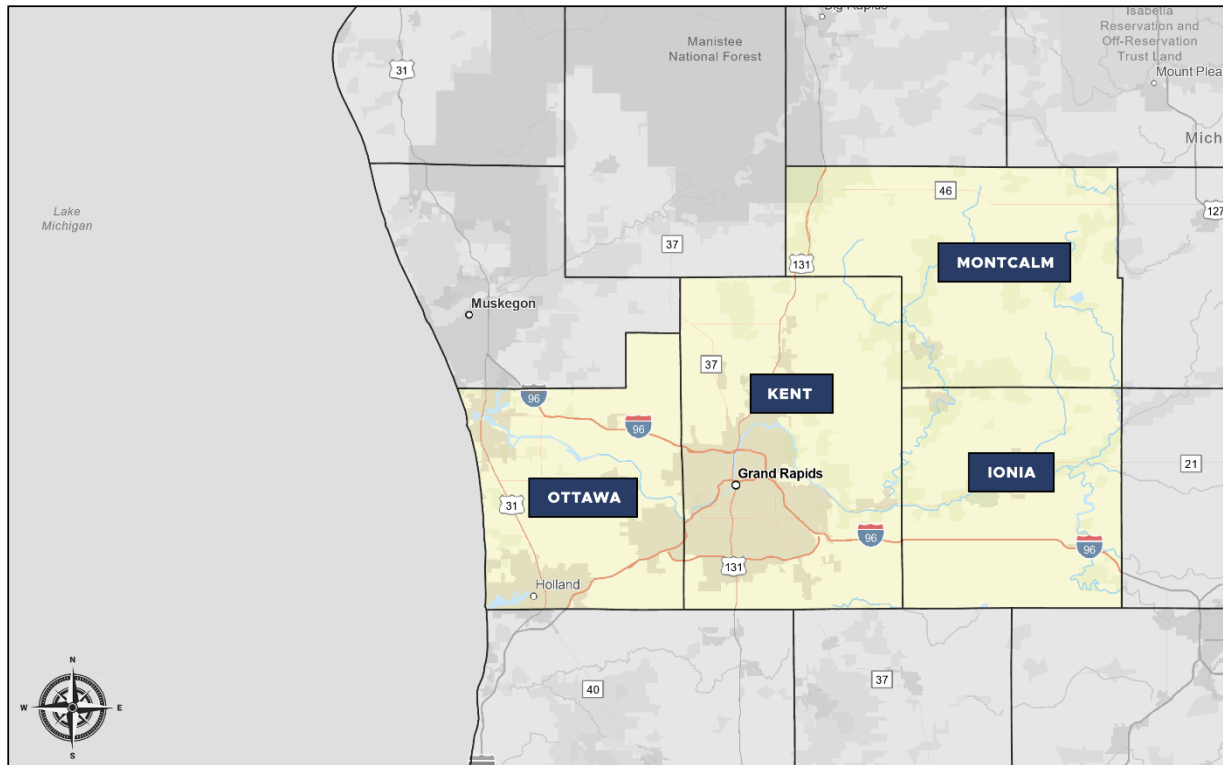 Big Rapids
Isabella
Reservation and
Off-Reservation
Trust Land
Manistee
National Forest
31
Mount Plea
Mich
46
127
Lake
Michigan
37
131
MONTCALM
Muskegon
37
KENT
96
96
21
IONIA
Grand Rapids
OTTAWA
31
96
96
131
Holland
N
W
E
S
40
37